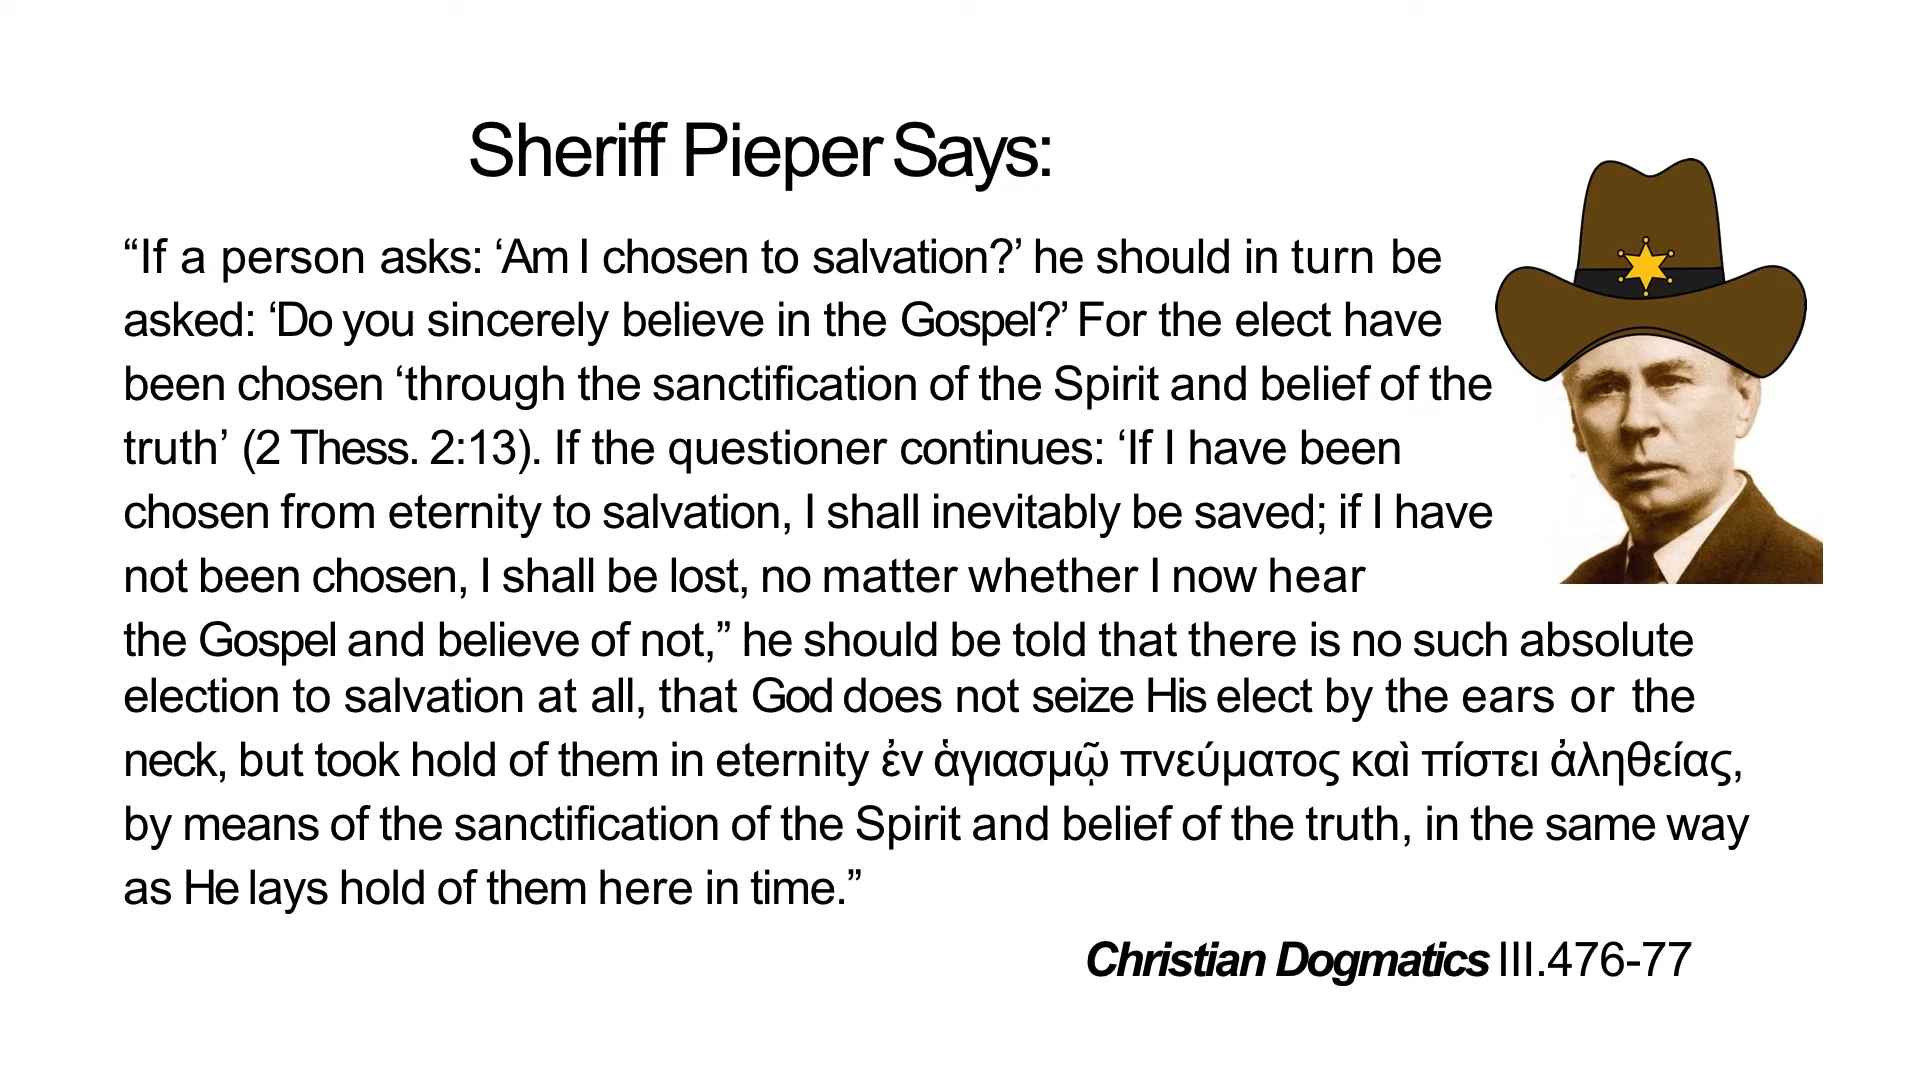 Sheriff Pieper Says:
“If a person asks: ‘Am I chosen to salvation?’ he should in turn be
asked: ‘Do you sincerely believe in the Gospel?’ For the elect have
been chosen ‘through the sanctification of the Spirit and belief of the
truth’ (2 Thess. 2:13). If the questioner continues: ‘If I have been
chosen from eternity to salvation, I shall inevitably be saved; if I have
not been chosen, I shall be lost, no matter whether I now hear
the Gospel and believe of not,” he should be told that there is no such absolute
election to salvation at all, that God does not seize His elect by the ears or the
neck, but took hold of them in eternity ἐν ἁγιασμῷ πνεύματος καὶ πίστει ἀληθείας,
by means of the sanctification of the Spirit and belief of the truth, in the same way
as He lays hold of them here in time.”
Christian Dogmatics III.476-77